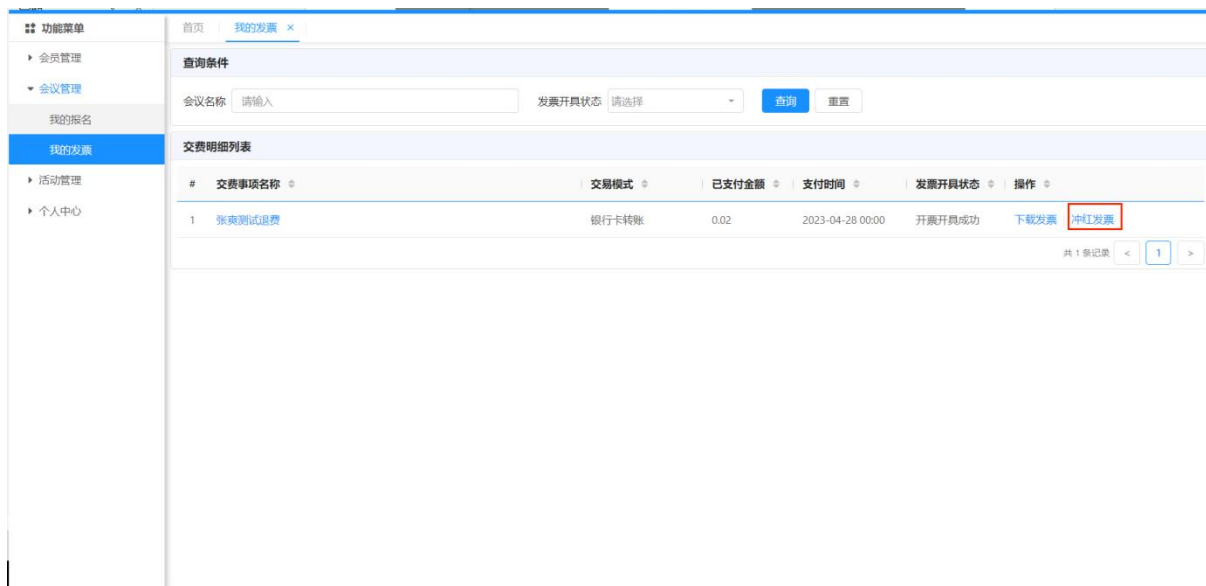 功能菜单
会员管理
会议管理
我的报名
我的发票
活动管理
个人中心
首页 我的发票 ×
查询条件
会议名称 请输入 发票开具状态 请选择 查询 重置
交费明细列表
# 交费事项名称 交易模式 已支付金额 支付时间 发票开具状态 操作
1 张爽测试退费 银行卡转账 0.02 2023-04-28 00:00 开票开具成功 下载发票 冲红发票
共 1 条记录 < 1 >